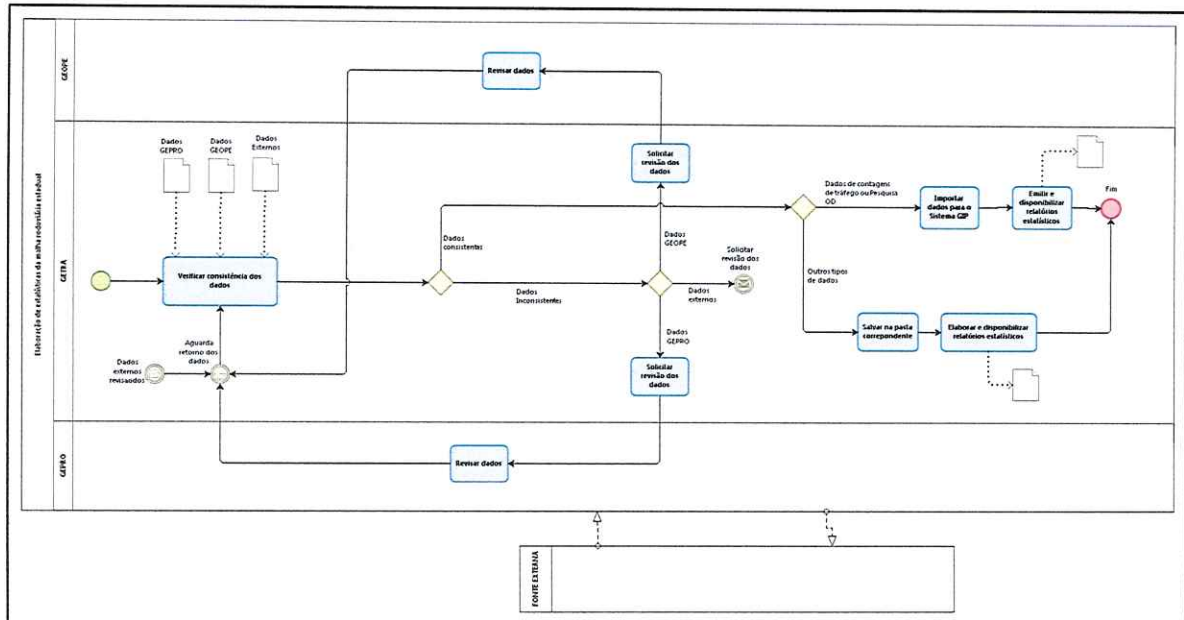 Elaboração de estatísticas da malha rodoviária estadual
GEOPE
Revisar dados
GETRA
Dados
GEPRO
Dados
GEOPE
Dados
Externos
Verificar consistência dos
dados
Dados
externos
revisados
Aguarda
retorno dos
dados
Dados
consistentes
Dados
Inconsistentes
Solicitar
revisão dos
dados
Dados
GEOPE
Solicitar
revisão dos
dados
Dados
externos
Dados
GEPRO
Solicitar
revisão dos
dados
Dados de contagens
de tráfego ou Pesquisa
OD
Importar
dados para o
Sistema GIP
Emitir e
disponibilizar
relatórios
estatísticos
Fim
Outros tipos
de dados
Salvar na pasta
correpondente
Elaborar e disponibilizar
relatórios estatísticos
GEPRO
Revisar dados
FONTE EXTERNA